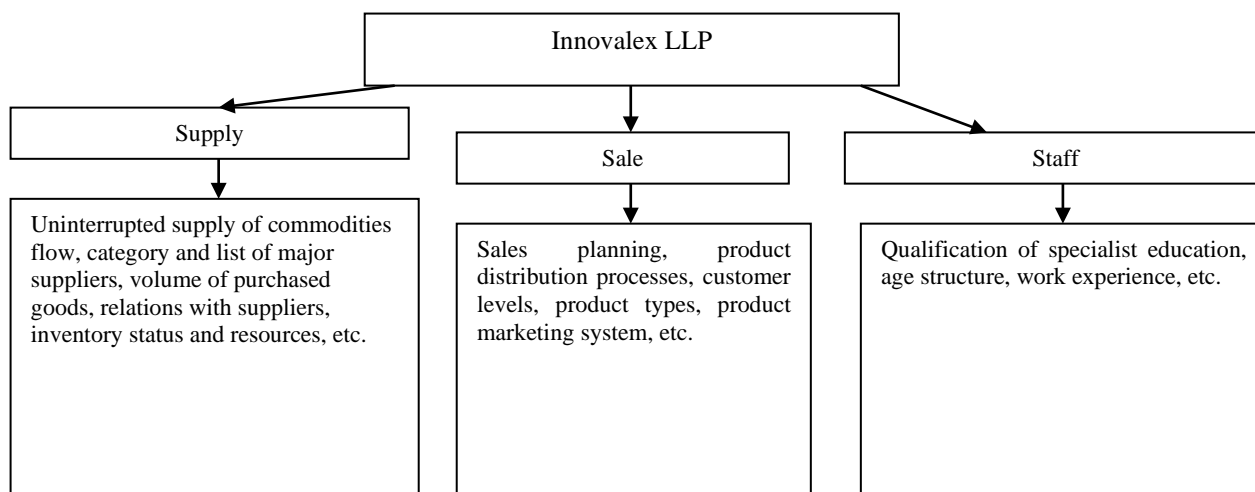 Innovalex LLP
Supply
Sale
Staff
Uninterrupted supply of commodities
flow, category and list of major
suppliers, volume of purchased
goods, relations with suppliers,
inventory status and resources, etc.
Sales planning, product
distribution processes, customer
levels, product types, product
marketing system, etc.
Qualification of specialist education,
age structure, work experience, etc.